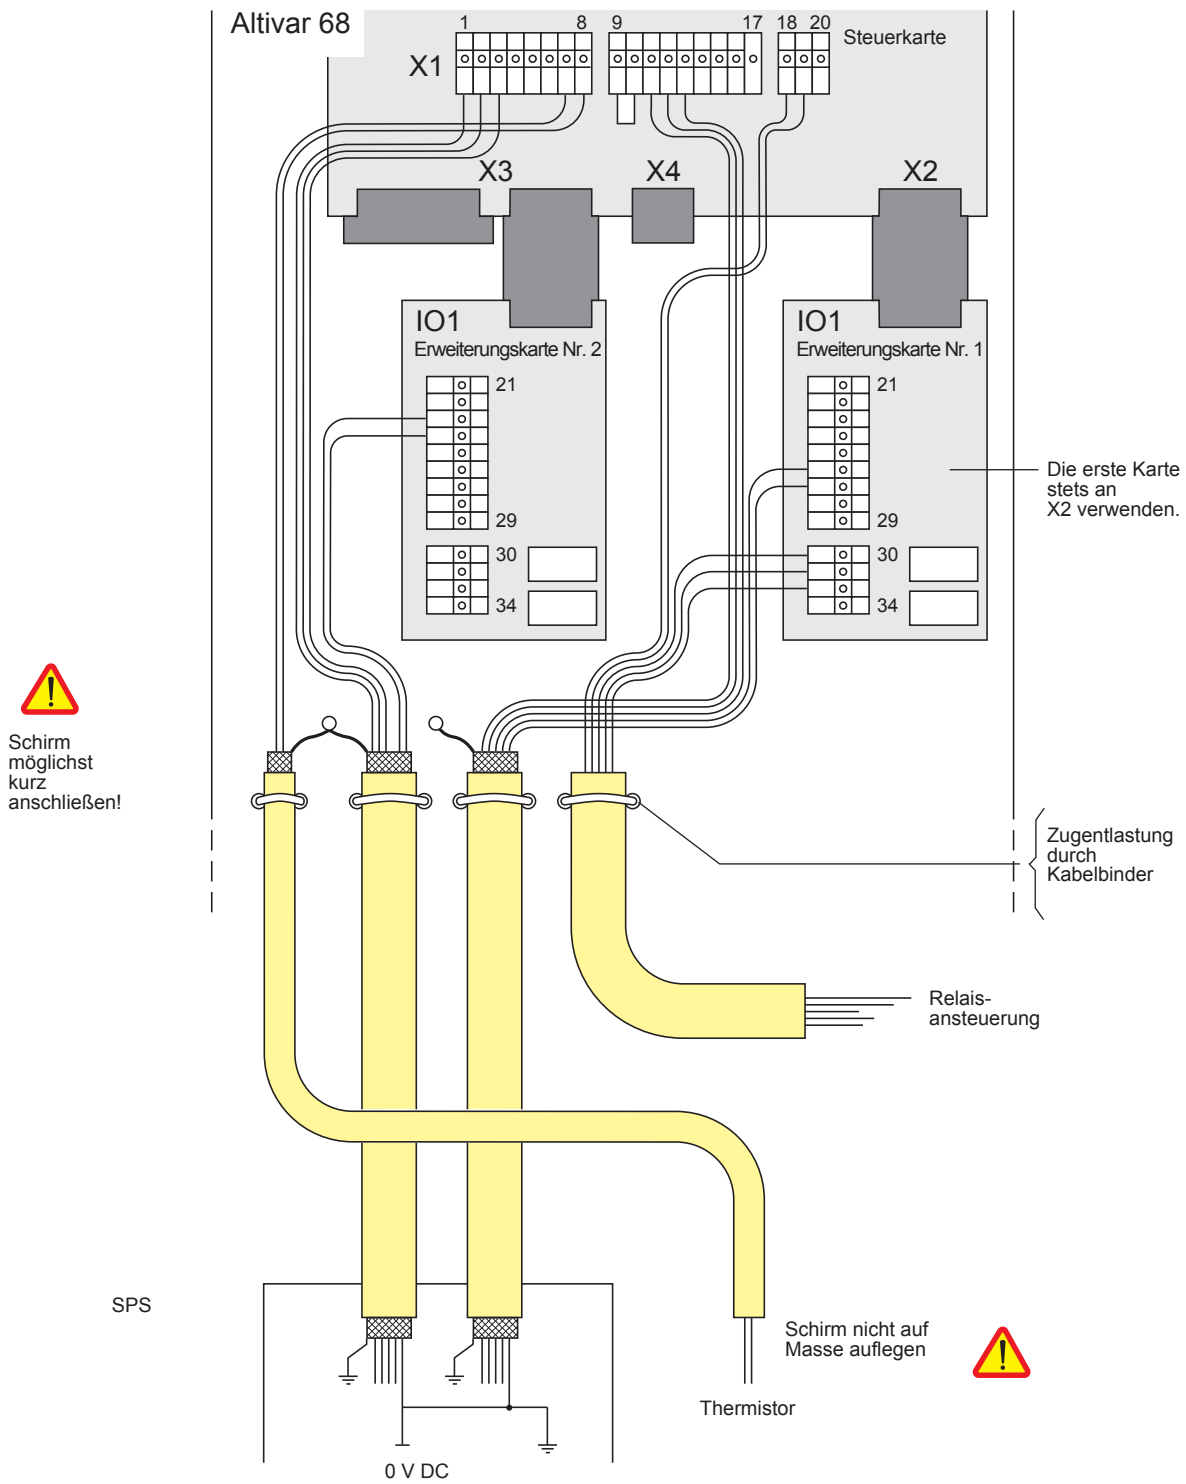 Altivar 68
1
8
9
17
18
20
Steuerkarte
X1
X3
X4
X2
IO1
Erweiterungskarte Nr. 2
21
29
30
34
IO1
Erweiterungskarte Nr. 1
21
29
30
34
Die erste Karte
stets an
X2 verwenden.
Schirm
möglichst
kurz
anschließen!
Zugentlastung
durch
Kabelbinder
Relais-
ansteuerung
SPS
Schirm nicht auf
Masse auflegen
Thermistor
0 V DC